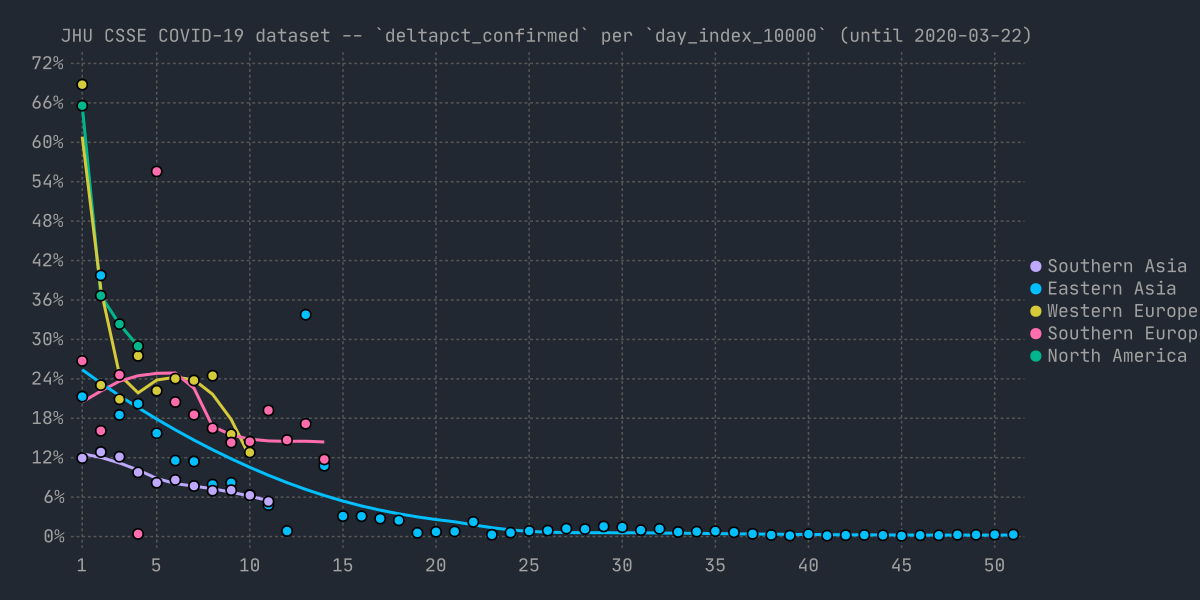 JHU CSSE COVID-19 dataset -- `deltapct_confirmed` per `day_index_10000` (until 2020-03-22)
72%
66%
60%
54%
48%
42%
36%
30%
24%
18%
12%
6%
0%
1 5 10 15 20 25 30 35 40 45 50
Southern Asia
Eastern Asia
Western Europe
Southern Europ
North America